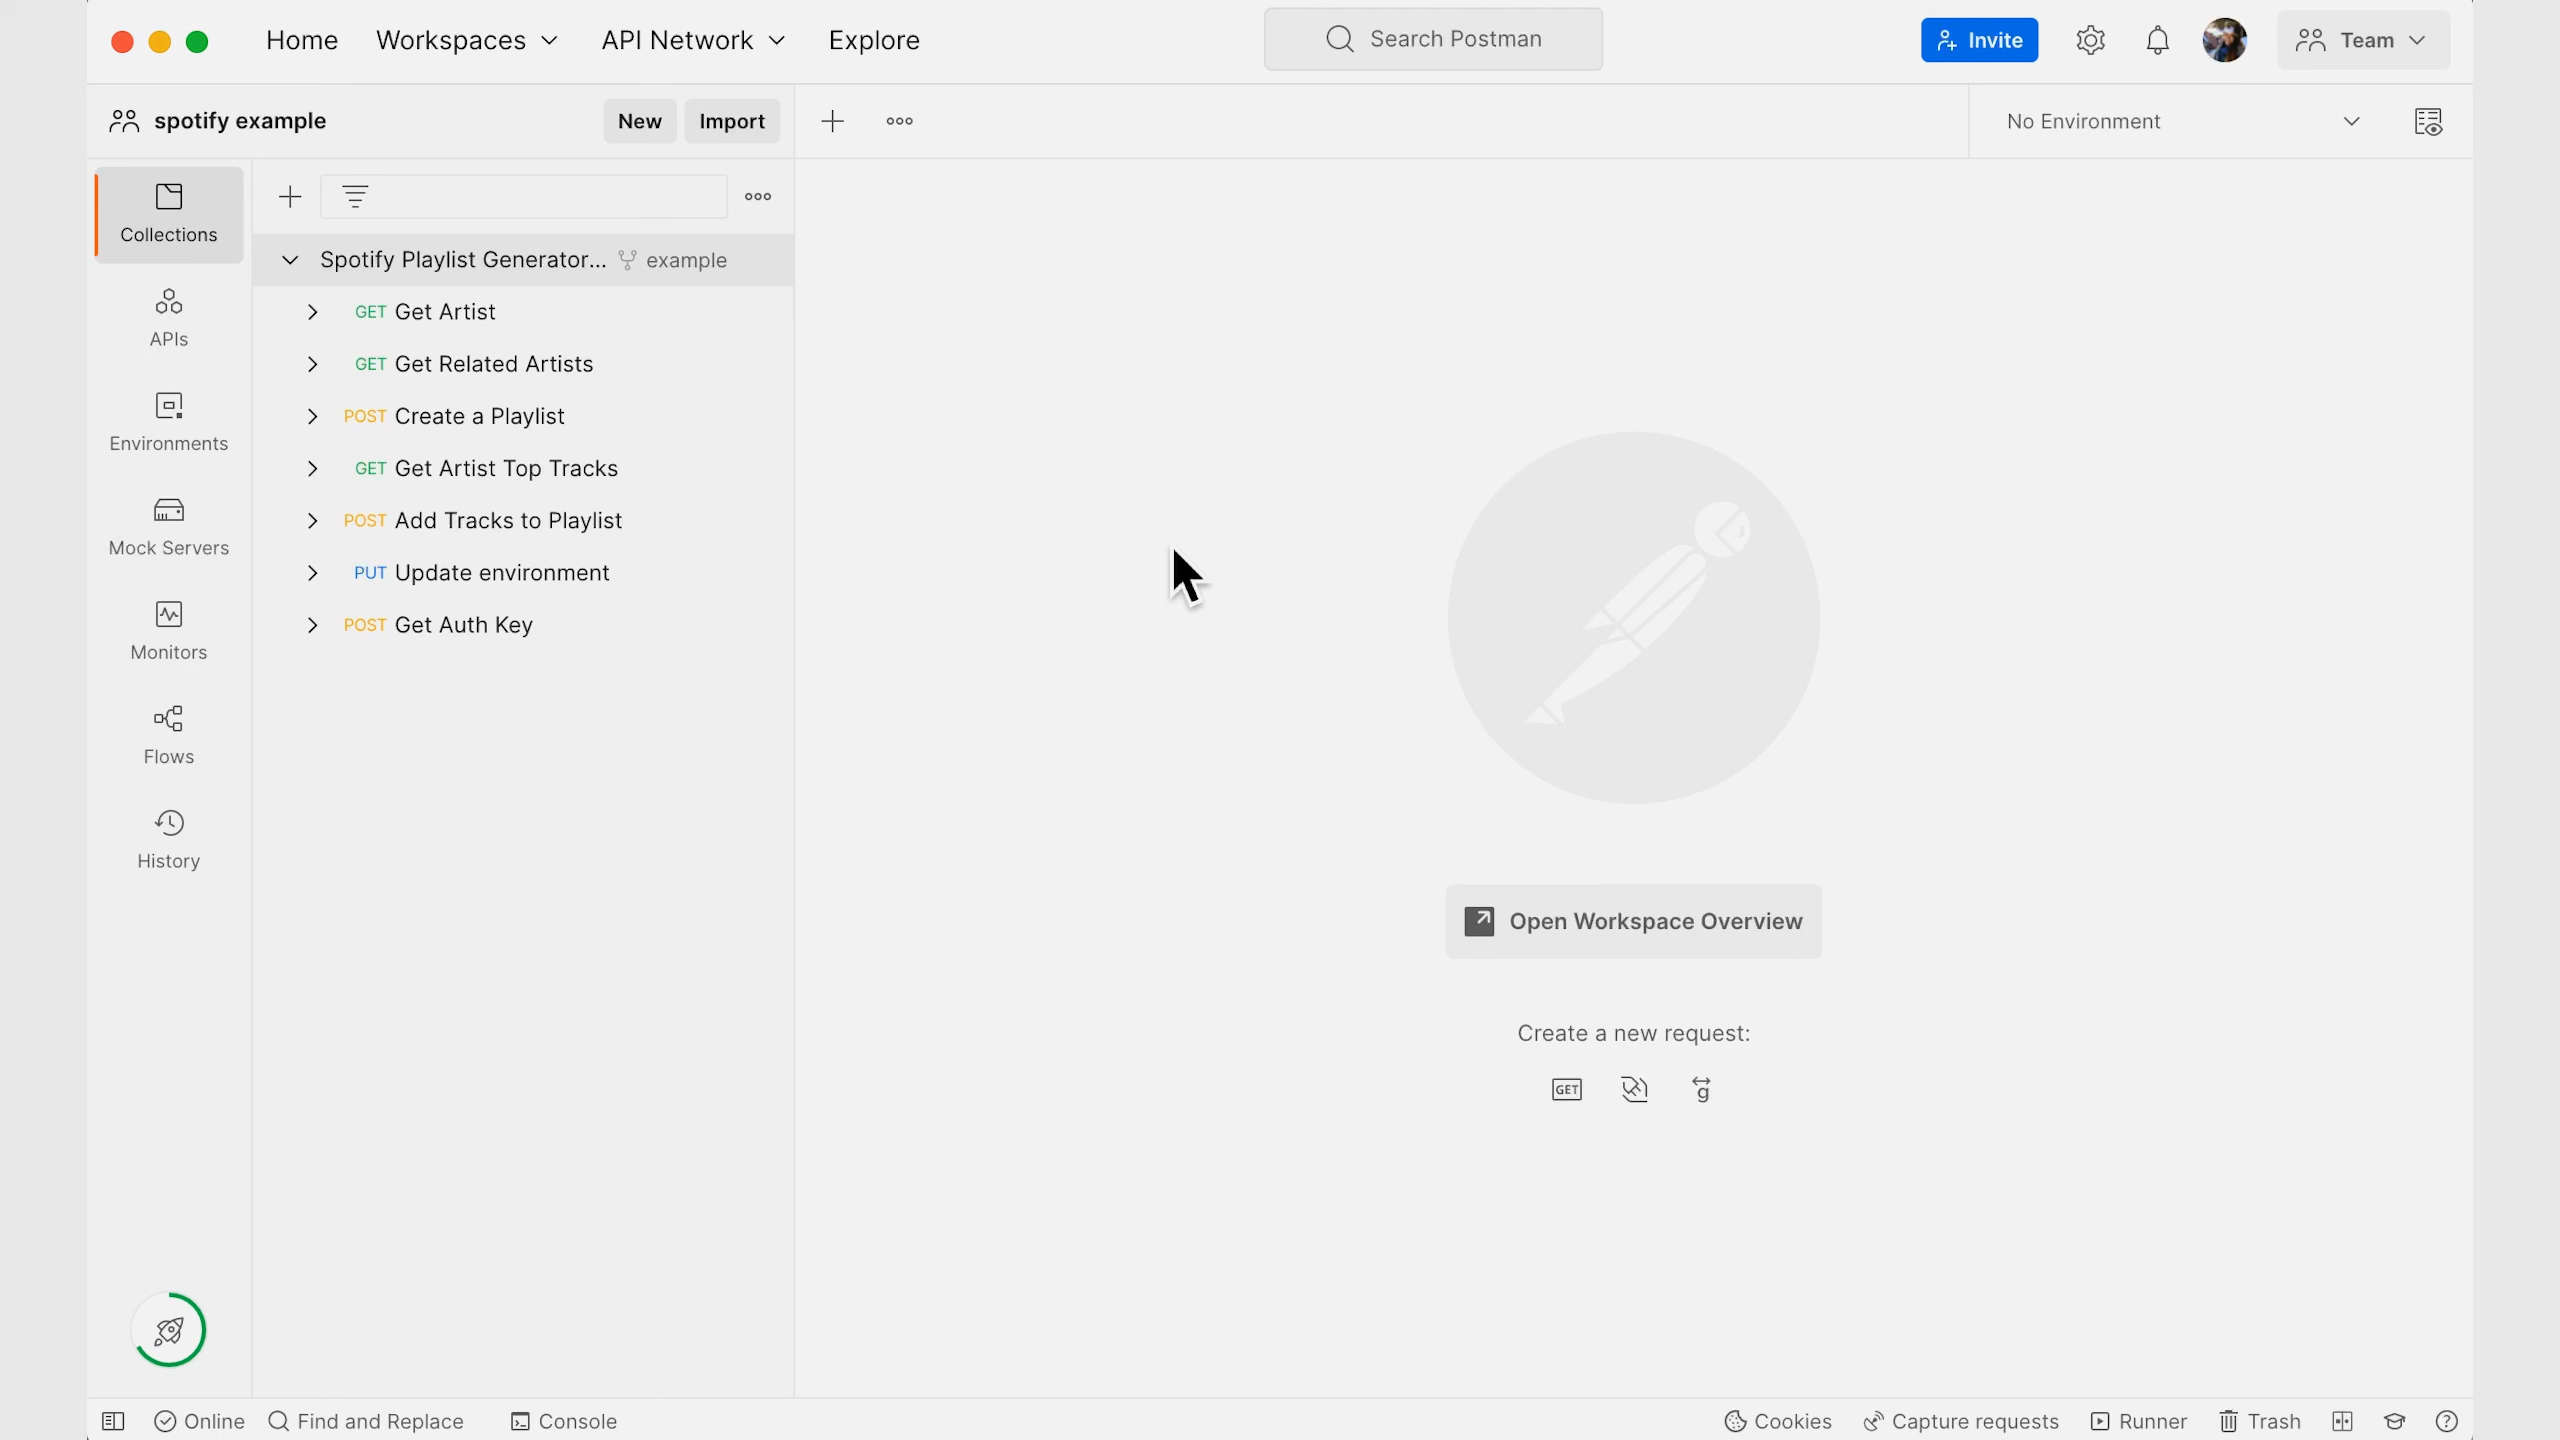 Home Workspaces API Network Explore Search Postman Invite Team
spotify example New Import No Environment
Collections
APIs
Environments
Mock Servers
Monitors
Flows
History
Spotify Playlist Generator... example
GET Get Artist
GET Get Related Artists
POST Create a Playlist
GET Get Artist Top Tracks
POST Add Tracks to Playlist
PUT Update environment
POST Get Auth Key
Open Workspace Overview
Create a new request:
GET g
Online Find and Replace Console Cookies Capture requests Runner Trash